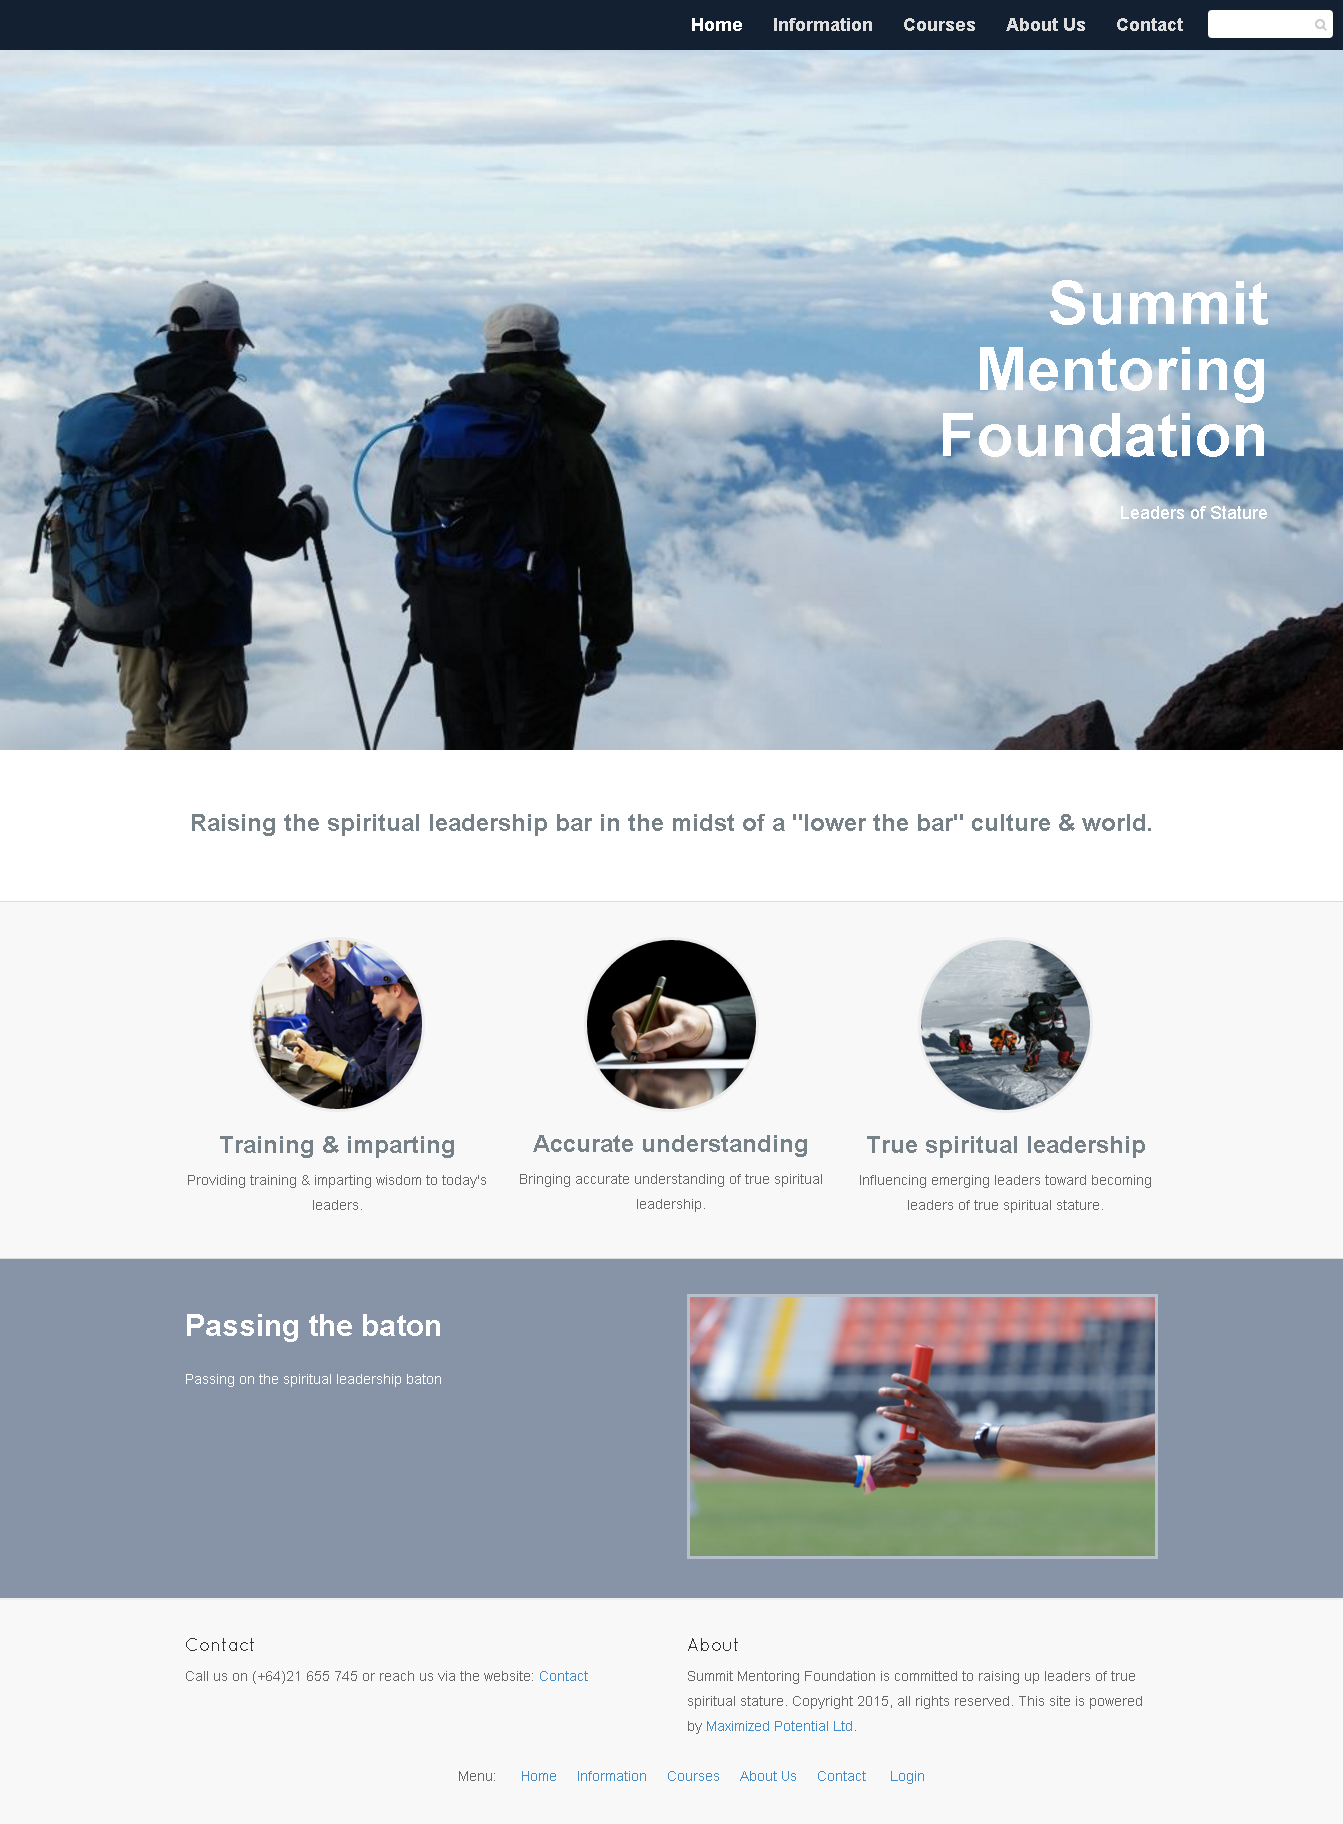 Home Information Courses About Us Contact
Summit
Mentoring
Foundation
Leaders of Stature
Raising the spiritual leadership bar in the midst of a "lower the bar" culture & world.
Training & imparting
Providing training & imparting wisdom to today's
leaders.
Accurate understanding
Bringing accurate understanding of true spiritual
leadership.
True spiritual leadership
Influencing emerging leaders toward becoming
leaders of true spiritual stature.
Passing the baton
Passing on the spiritual leadership baton
Contact
Call us on (+64)21 655 745 or reach us via the website: Contact
About
Summit Mentoring Foundation is committed to raising up leaders of true
spiritual stature. Copyright 2015, all rights reserved. This site is powered
by Maximized Potential Ltd.
Menu: Home Information Courses About Us Contact Login